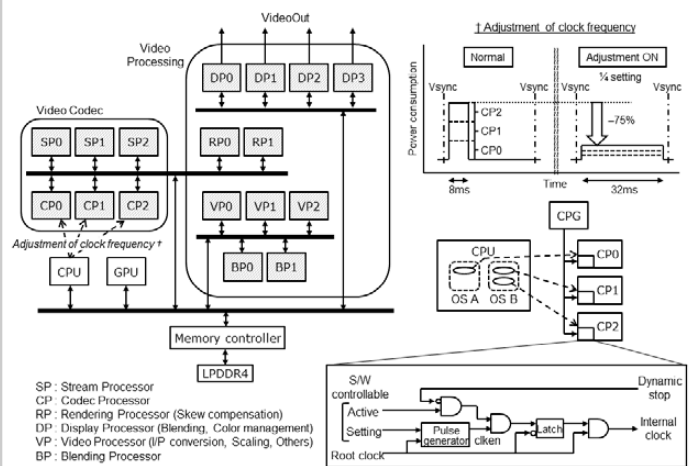 VideoOut
Video
Processing
DP0 DP1 DP2 DP3
Video Codec
SP0 SP1 SP2
RP0 RP1
CP0 CP1 CP2
VP0 VP1 VP2
Adjustment of clock frequency †
BP0 BP1
CPU GPU
Memory controller
LPDDR4
SP : Stream Processor
CP : Codec Processor
RP : Rendering Processor (Skew compensation)
DP : Display Processor (Blending, Color management)
VP : Video Processor (I/P conversion, Scaling, Others)
BP : Blending Processor
† Adjustment of clock frequency
Normal Adjustment ON
¼ setting
Vsync Vsync Vsync Vsync
Power consumption
CP2
CP1
CP0
–75%
Time
8ms 32ms
CPG
CPU
OS A OS B
CP0
CP1
CP2
S/W
controllable
Dynamic
stop
Active
Setting
Pulse
generator
clken
Latch
Internal
clock
Root clock